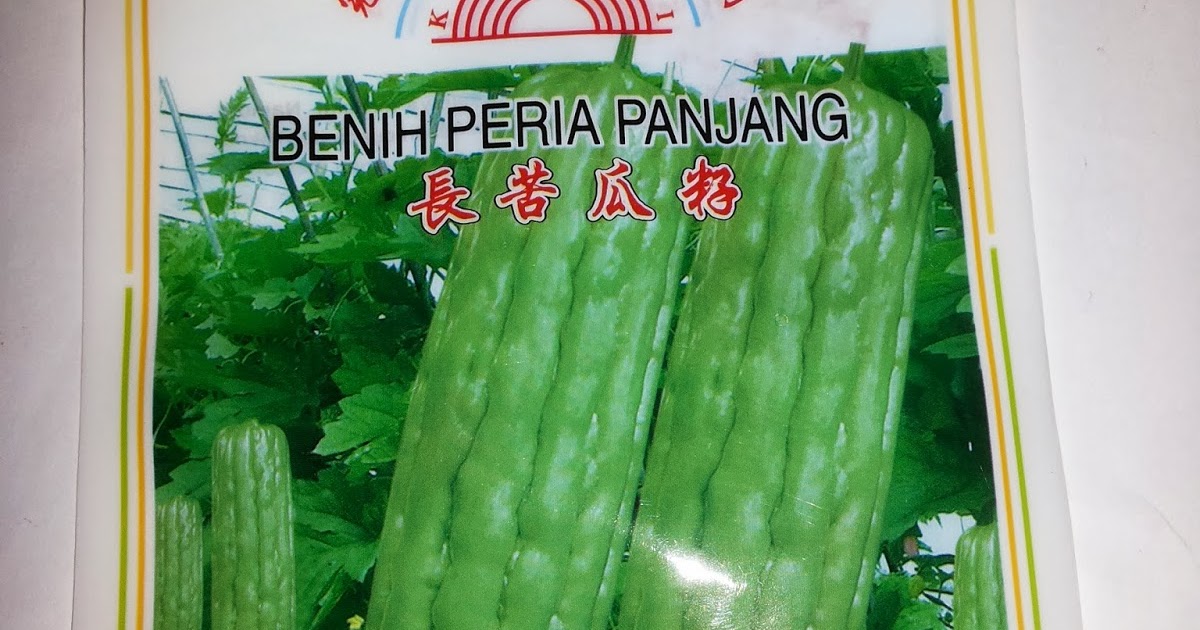 K I
BENIH PERIA PANJANG
長苦瓜籽